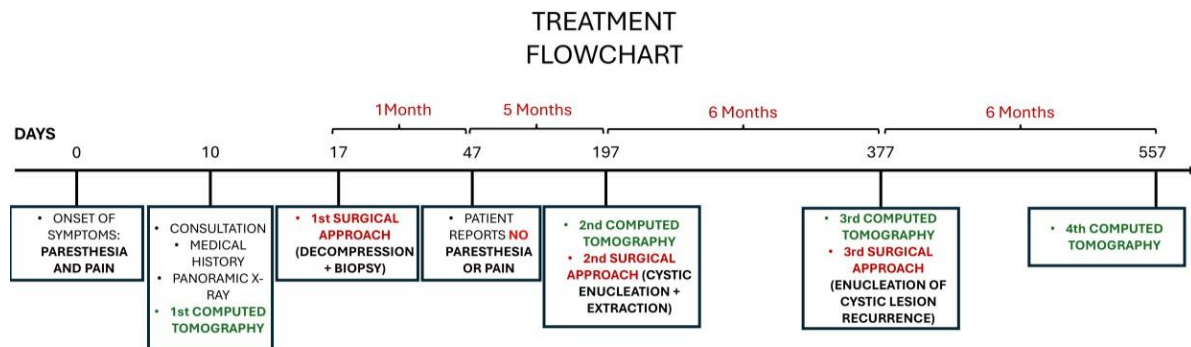 TREATMENT
FLOWCHART
1Month
5 Months
6 Months
6 Months
DAYS
0
10
17
47
197
377
557
• ONSET OF
SYMPTOMS:
PARESTHESIA
AND PAIN
• CONSULTATION
• MEDICAL
HISTORY
• PANORAMIC X-
RAY
• 1st COMPUTED
TOMOGRAPHY
• 1st SURGICAL
APPROACH
(DECOMPRESSION
+ BIOPSY)
• PATIENT
REPORTS NO
PARESTHESIA
OR PAIN
• 2nd COMPUTED
TOMOGRAPHY
• 2nd SURGICAL
APPROACH (CYSTIC
ENUCLEATION +
EXTRACTION)
• 3rd COMPUTED
TOMOGRAPHY
• 3rd SURGICAL
APPROACH
(ENUCLEATION OF
CYSTIC LESION
RECURRENCE)
• 4th COMPUTED
TOMOGRAPHY